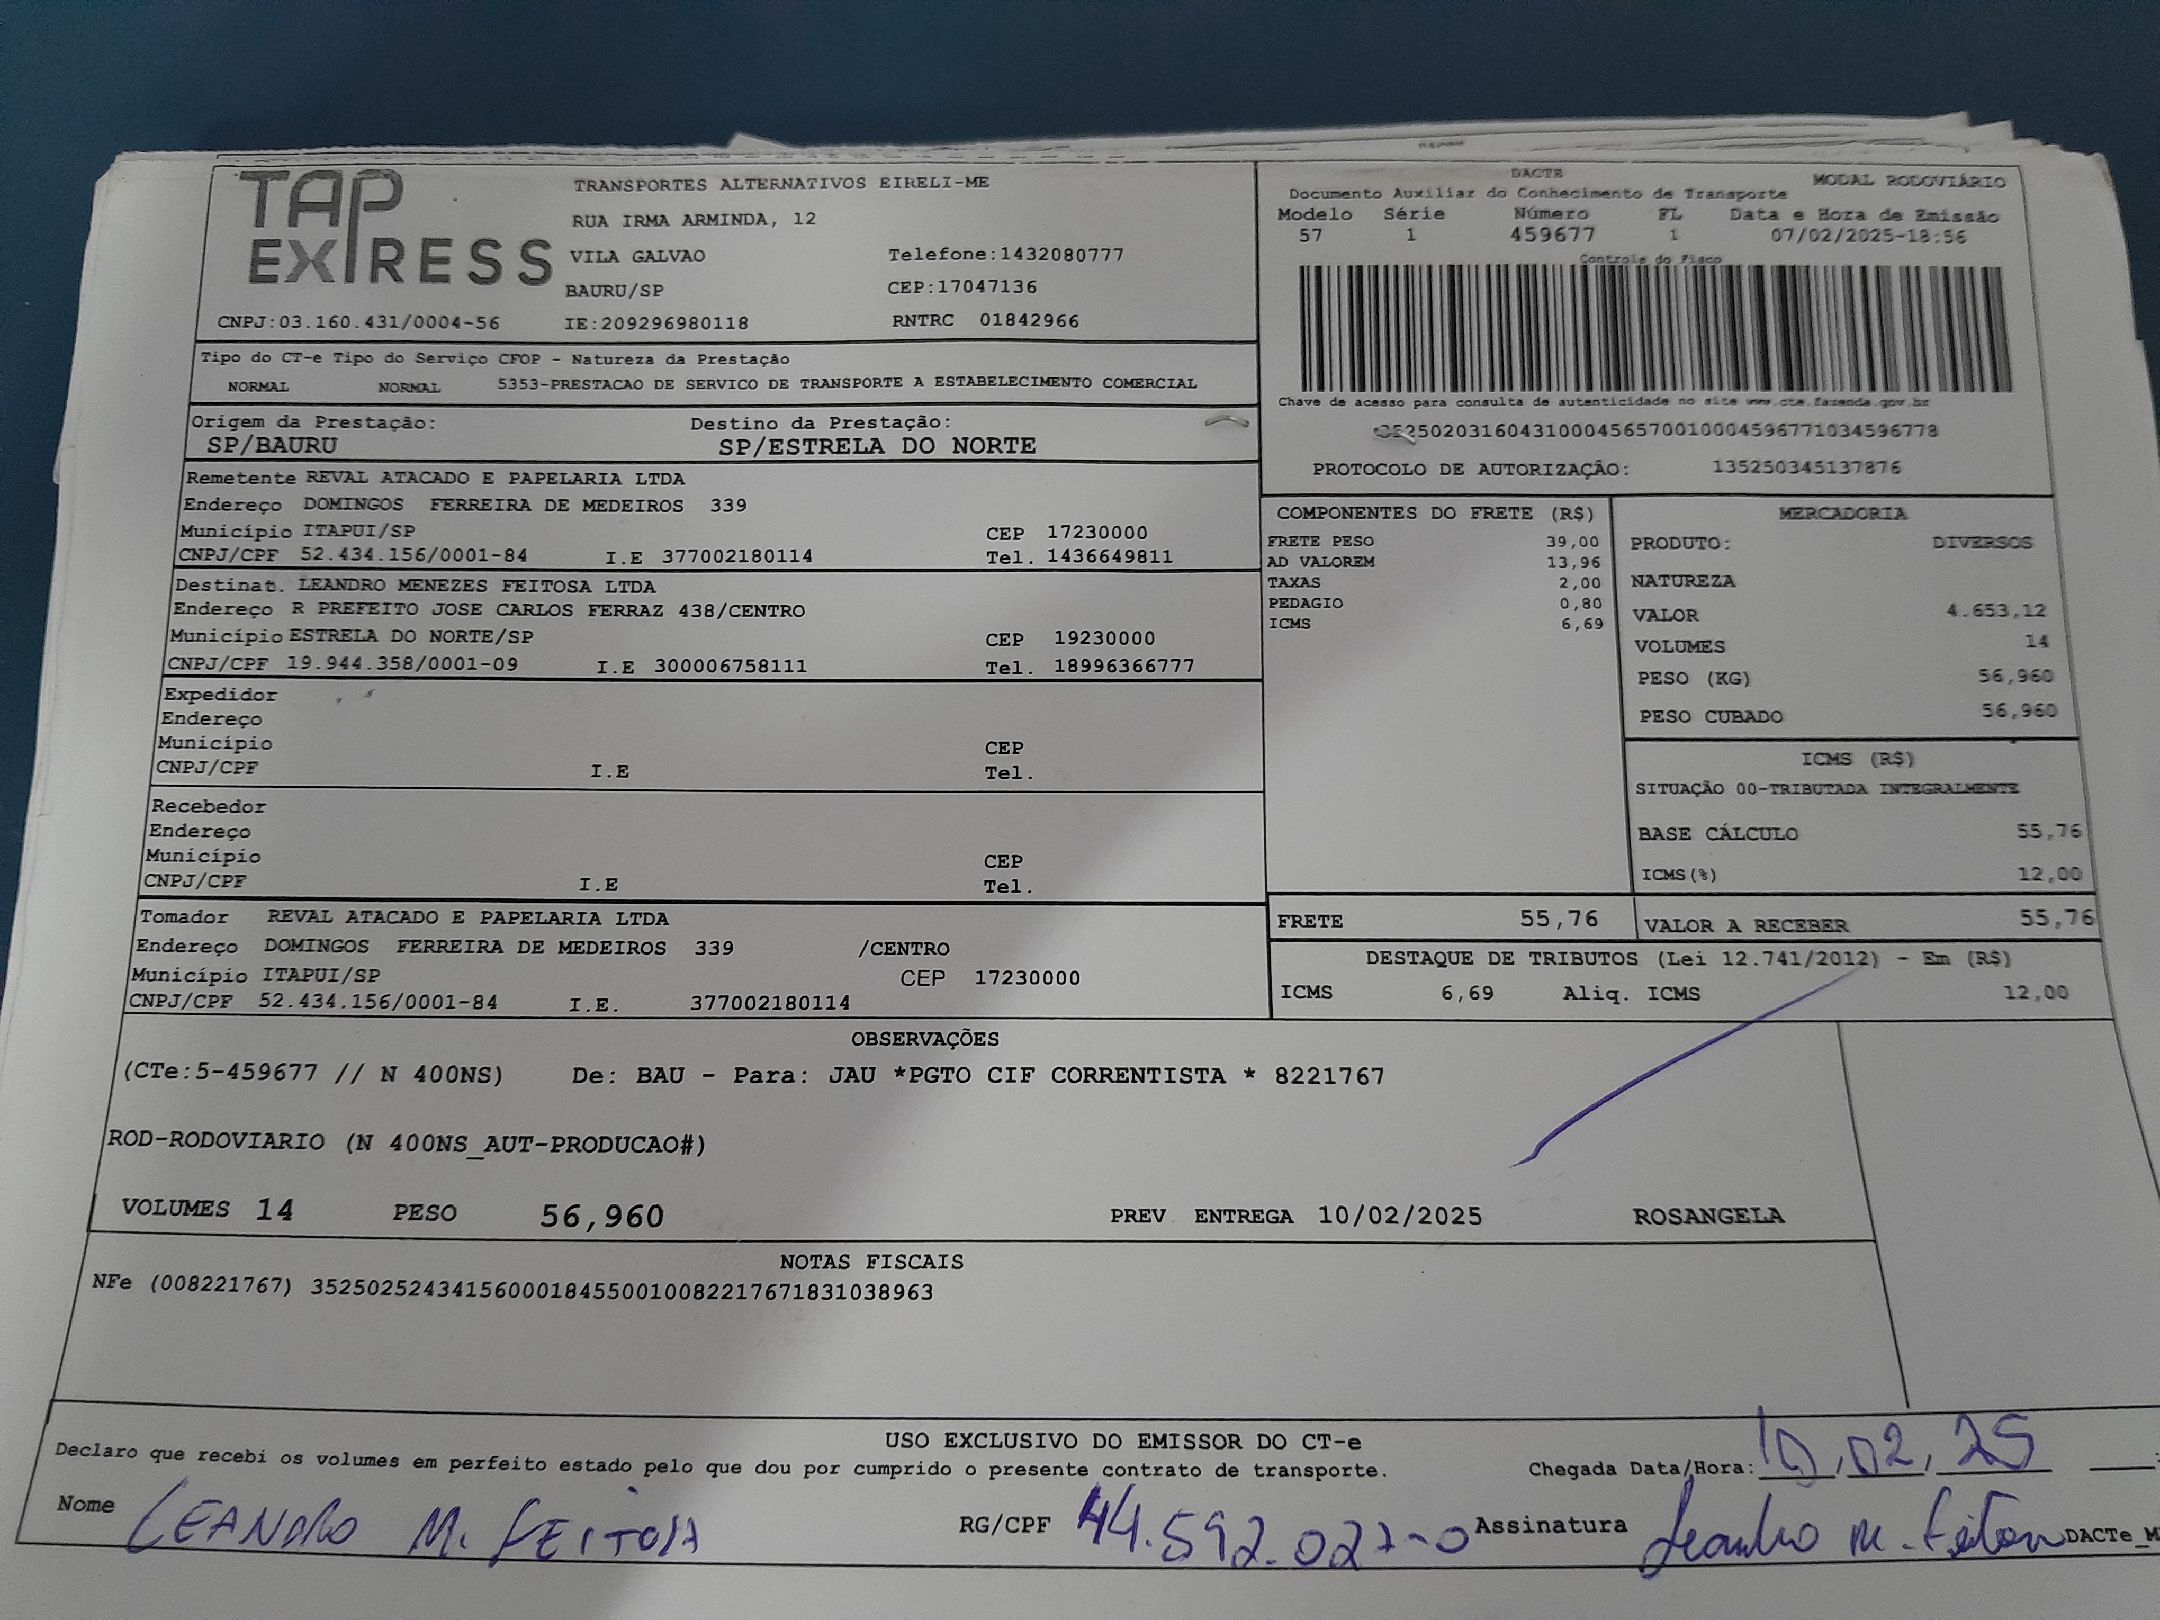 TAP EXPRESS
TRANSPORTES ALTERNATIVOS EIRELI-ME
RUA IRMA ARMINDA, 12
VILA GALVAO Telefone:1432080777
BAURU/SP CEP:17047136
CNPJ:03.160.431/0004-56 IE:209296980118 RNTRC 01842966
DACTE MODAL RODOVIÁRIO
Documento Auxiliar do Conhecimento de Transporte
Modelo Série Número FL Data e Hora de Emissão
57 1 459677 1 07/02/2025-18:56
Controle do Fisco
Chave de acesso para consulta de autenticidade no site www.cte.fazenda.gov.br
35250203160431000456570010004596771034596778
PROTOCOLO DE AUTORIZAÇÃO: 135250345137876
Tipo do CT-e Tipo do Serviço CFOP - Natureza da Prestação
NORMAL NORMAL 5353-PRESTACAO DE SERVICO DE TRANSPORTE A ESTABELECIMENTO COMERCIAL
Origem da Prestação: Destino da Prestação:
SP/BAURU SP/ESTRELA DO NORTE
Remetente REVAL ATACADO E PAPELARIA LTDA
Endereço DOMINGOS FERREIRA DE MEDEIROS 339
Município ITAPUI/SP CEP 17230000
CNPJ/CPF 52.434.156/0001-84 I.E 377002180114 Tel. 1436649811
Destinat. LEANDRO MENEZES FEITOSA LTDA
Endereço R PREFEITO JOSE CARLOS FERRAZ 438/CENTRO
Município ESTRELA DO NORTE/SP CEP 19230000
CNPJ/CPF 19.944.358/0001-09 I.E 300006758111 Tel. 18996366777
Expedidor
Endereço
Município CEP
CNPJ/CPF I.E Tel.
Recebedor
Endereço
Município CEP
CNPJ/CPF I.E Tel.
Tomador REVAL ATACADO E PAPELARIA LTDA
Endereço DOMINGOS FERREIRA DE MEDEIROS 339 /CENTRO
Município ITAPUI/SP CEP 17230000
CNPJ/CPF 52.434.156/0001-84 I.E. 377002180114
COMPONENTES DO FRETE (R$)
FRETE PESO 39,00
AD VALOREM 13,96
TAXAS 2,00
PEDAGIO 0,80
ICMS 6,69
MERCADORIA
PRODUTO: DIVERSOS
NATUREZA
VALOR 4.653,12
VOLUMES 14
PESO (KG) 56,960
PESO CUBADO 56,960
ICMS (R$)
SITUAÇÃO 00-TRIBUTADA INTEGRALMENTE
BASE CÁLCULO 55,76
ICMS(%) 12,00
FRETE 55,76 VALOR A RECEBER 55,76
DESTAQUE DE TRIBUTOS (Lei 12.741/2012) - Em (R$)
ICMS 6,69 Aliq. ICMS 12,00
OBSERVAÇÕES
(CTe:5-459677 // N 400NS) De: BAU - Para: JAU *PGTO CIF CORRENTISTA * 8221767
ROD-RODOVIARIO (N 400NS_AUT-PRODUCAO#)
VOLUMES 14 PESO 56,960 PREV ENTREGA 10/02/2025 ROSANGELA
NOTAS FISCAIS
NFe (008221767) 35250252434156000184550010082217671831038963
USO EXCLUSIVO DO EMISSOR DO CT-e
Declaro que recebi os volumes em perfeito estado pelo que dou por cumprido o presente contrato de transporte. Chegada Data/Hora: 10,02,25
Nome LEANDRO M. FEITOSA RG/CPF 44.592.027-0 Assinatura Leandro M. Feitosa DACTe_M